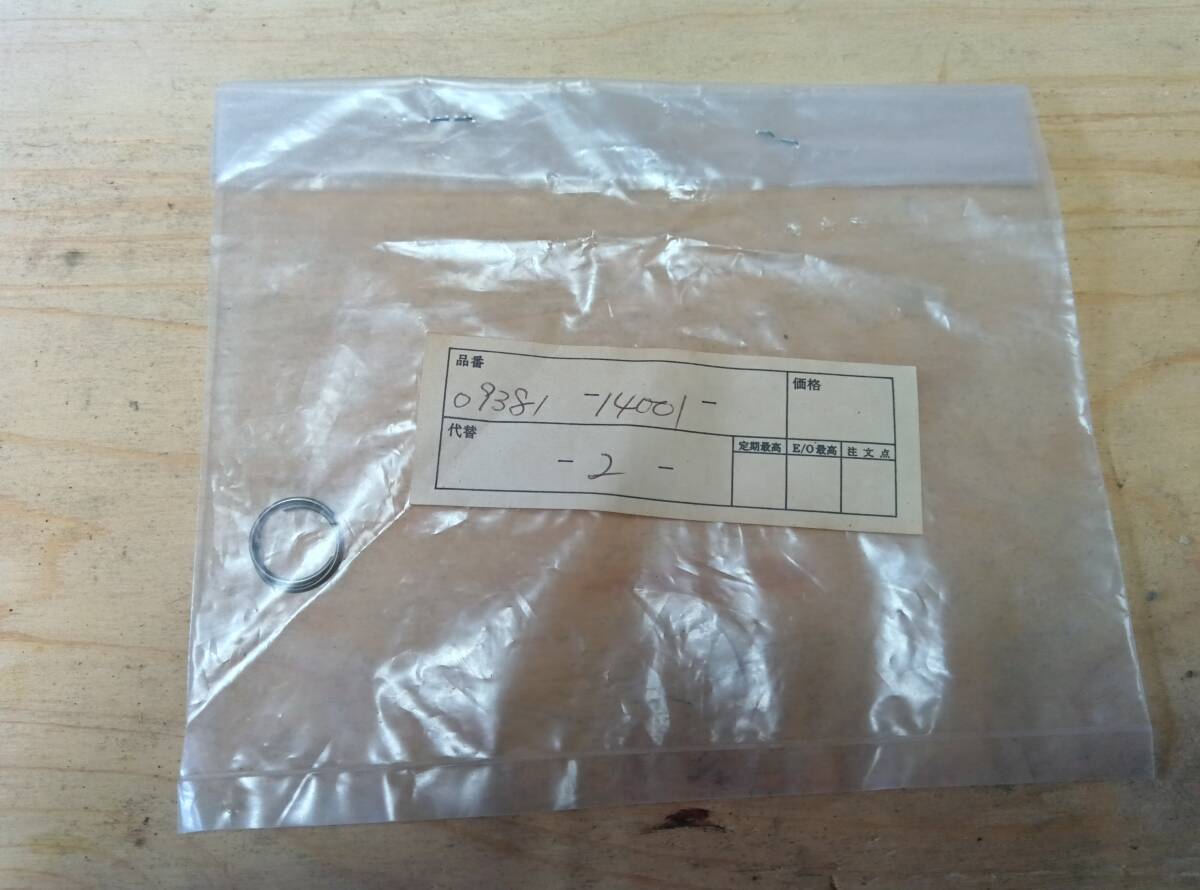 品番
09381 -14001-
価格
代替
- 2 -
定期最高 E/O最高 注文点